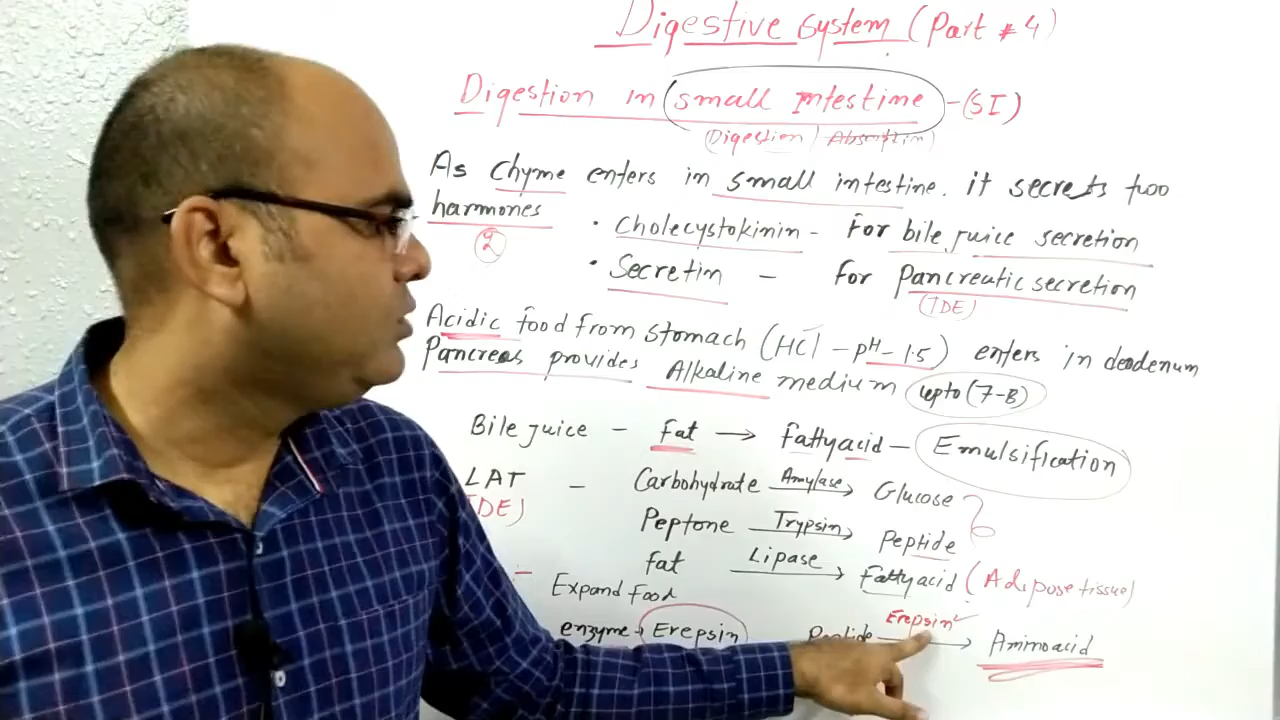 Digestive System (Part # 4)
Digestion in small intestine - (SI)
(Digestion / Absorbtion)
As chyme enters in small intestine. it secrets two
harmones
2
• Cholecystokinin - For bile juice secretion
• Secretin - For Pancreatic secretion
(TDE)
Acidic food from stomach (HCl - pH - 1.5) enters in deodenum
Pancreas provides Alkaline medium upto (7-8)
Bile juice - fat → fattyacid - Emulsification
LAT - Carbohydrate Amylase → Glucose
DE)
Peptone Trypsin → Peptide
fat Lipase → fattyacid (Adipose tissue)
Expand food
enzyme → Erepsin Peptide Erepsin → Aminoacid